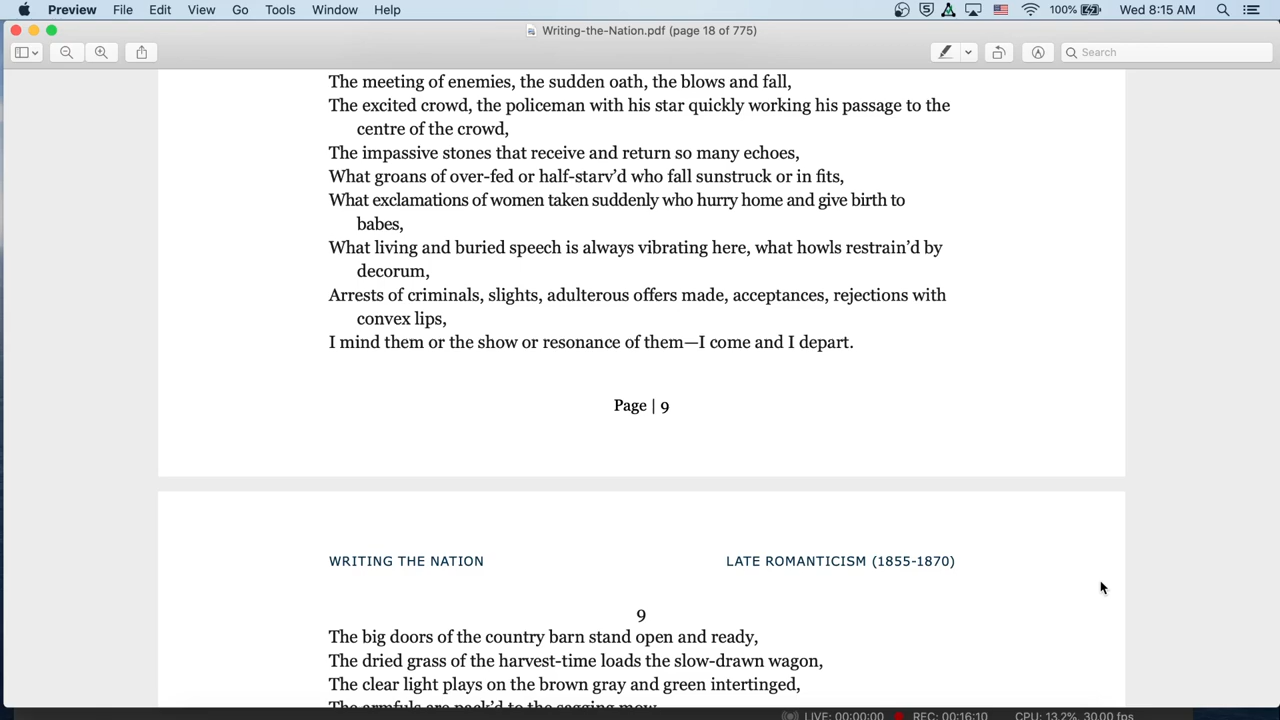 Preview File Edit View Go Tools Window Help 100% Wed 8:15 AM
Writing-the-Nation.pdf (page 18 of 775)
Search
The meeting of enemies, the sudden oath, the blows and fall,
The excited crowd, the policeman with his star quickly working his passage to the
centre of the crowd,
The impassive stones that receive and return so many echoes,
What groans of over-fed or half-starv’d who fall sunstruck or in fits,
What exclamations of women taken suddenly who hurry home and give birth to
babes,
What living and buried speech is always vibrating here, what howls restrain’d by
decorum,
Arrests of criminals, slights, adulterous offers made, acceptances, rejections with
convex lips,
I mind them or the show or resonance of them—I come and I depart.
Page | 9
WRITING THE NATION LATE ROMANTICISM (1855-1870)
9
The big doors of the country barn stand open and ready,
The dried grass of the harvest-time loads the slow-drawn wagon,
The clear light plays on the brown gray and green intertinged,
The armfuls are pack’d to the sagging mow.
LIVE: 00:00:00 REC: 00:16:10 CPU: 13.2%, 30.00 fps